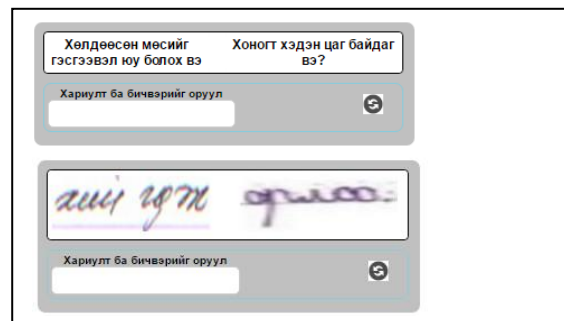 Хөлдөөсөн мөсийг гэсгээвэл юу болох вэ
Хоногт хэдэн цаг байдаг вэ?
Хариулт ба бичвэрийг оруул
Хариулт ба бичвэрийг оруул